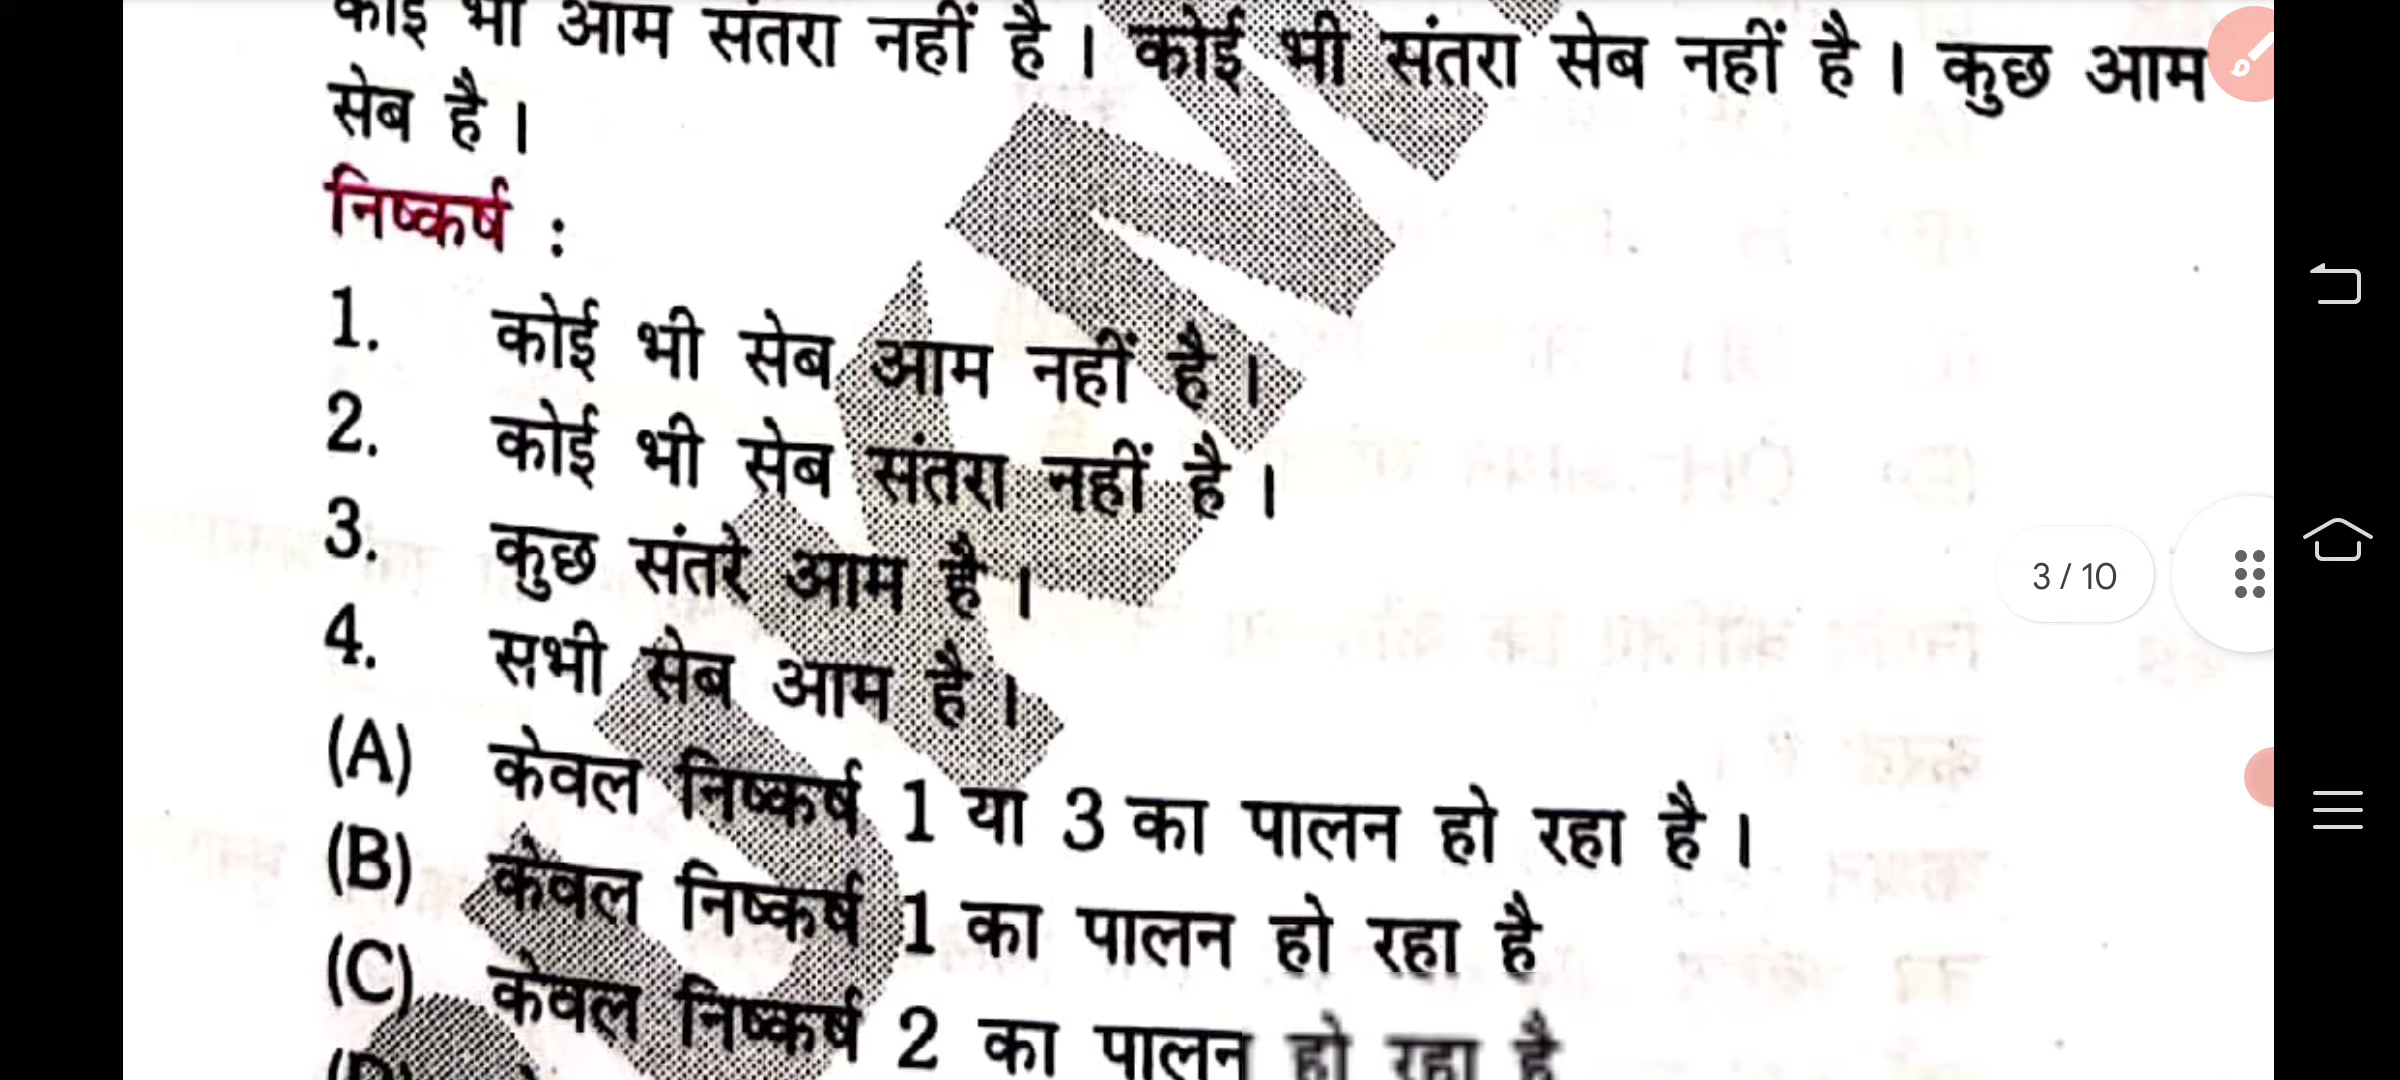 कोई भी आम संतरा नहीं है । कोई भी संतरा सेब नहीं है । कुछ आम
सेब है ।
निष्कर्ष :
1. कोई भी सेब आम नहीं है ।
2. कोई भी सेब संतरा नहीं है ।
3. कुछ संतरे आम है ।
4. सभी सेब आम है ।
3 / 10
(A) केवल निष्कर्ष 1 या 3 का पालन हो रहा है ।
(B) केवल निष्कर्ष 1 का पालन हो रहा है
(C) केवल निष्कर्ष 2 का पालन हो रहा है